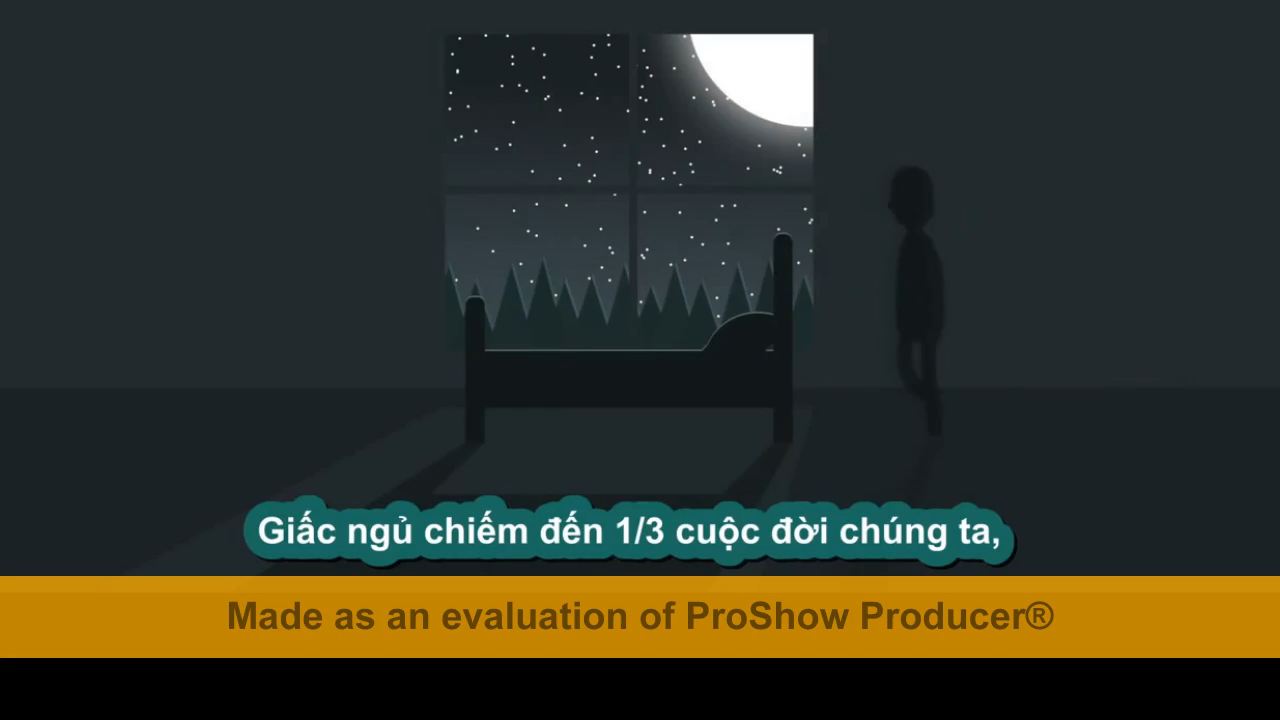 Giấc ngủ chiếm đến 1/3 cuộc đời chúng ta,
Made as an evaluation of ProShow Producer®